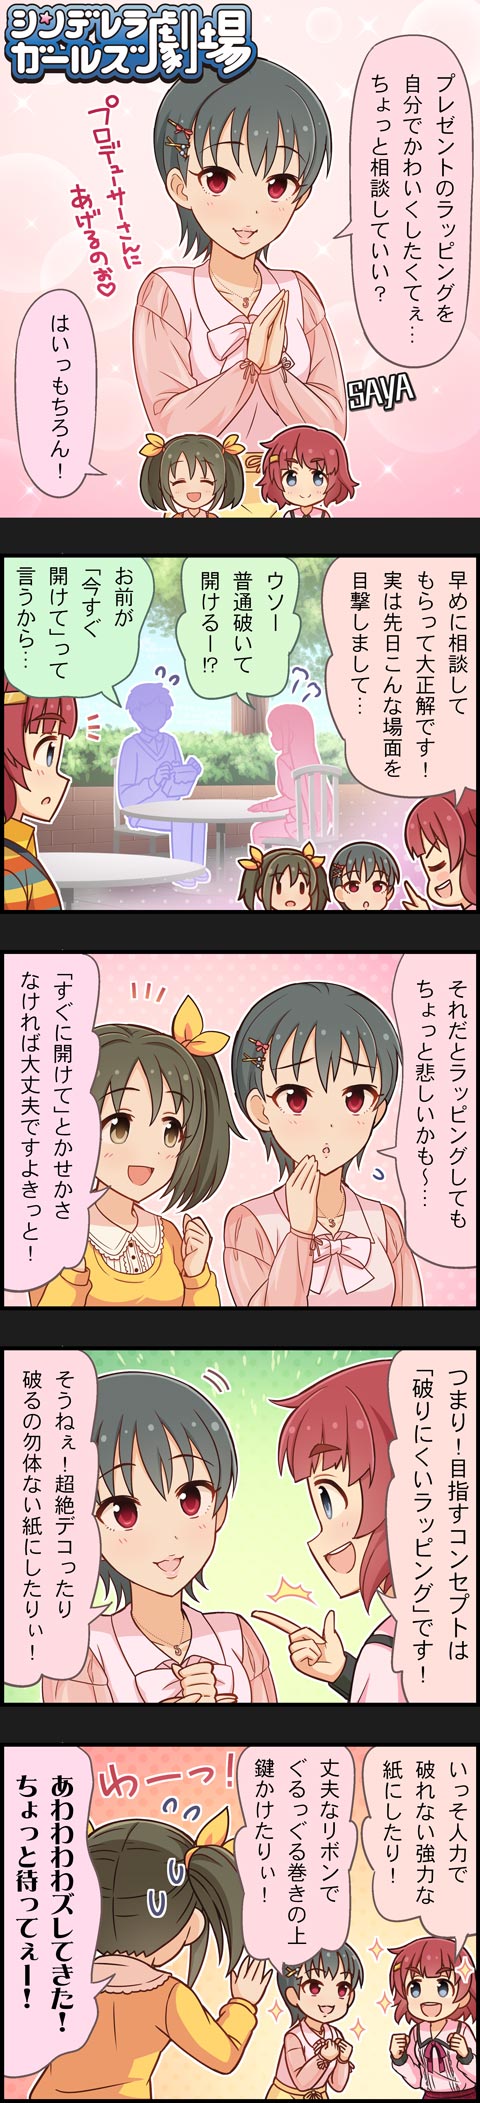 シンデレラ
ガールズ劇場
プレゼントのラッピングを
自分でかわいくしたくてぇ…
ちょっと相談していい？
プロデューサーさんに
あげるのぉ♡
SAYA
はいっもちろん！
早めに相談して
もらって大正解です！
実は先日こんな場面を
目撃しまして…
ウソー
普通破いて
開けるー!?
お前が
「今すぐ
開けて」って
言うから…
それだとラッピングしても
ちょっと悲しいかも～…
「すぐに開けて」とかせかさ
なければ大丈夫ですよきっと！
つまり！目指すコンセプトは
「破りにくいラッピング」です！
そうねぇ！超絶デコったり
破るの勿体ない紙にしたりぃ！
いっそ人力で
破れない強力な
紙にしたり！
丈夫なリボンで
ぐるっぐる巻きの上
鍵かけたりぃ！
わーっ！
あわわわわズしてきた！
ちょっと待ってぇー！